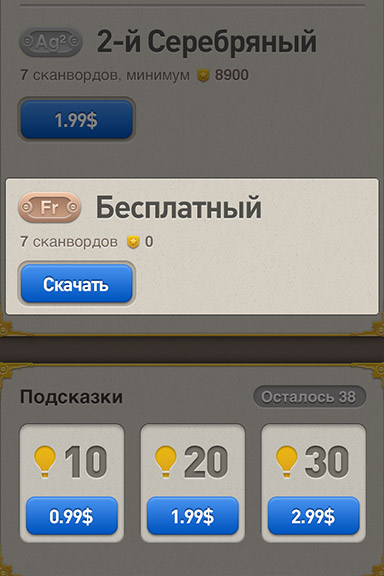 Ag² 2-й Серебряный
7 сканвордов, минимум 8900
1.99$
Fr Бесплатный
7 сканвордов 0
Скачать
Подсказки Осталось 38
10 20 30
0.99$ 1.99$ 2.99$